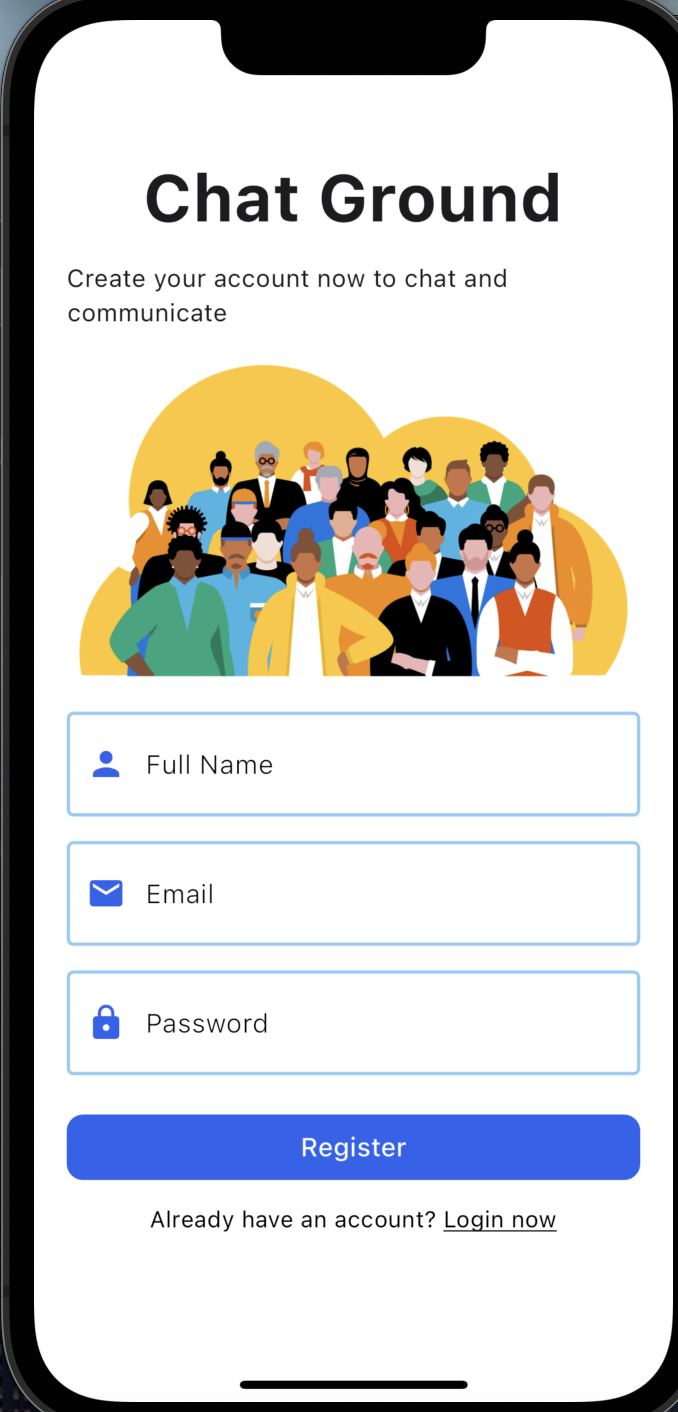 Chat Ground
Create your account now to chat and
communicate
Full Name
Email
Password
Register
Already have an account? Login now